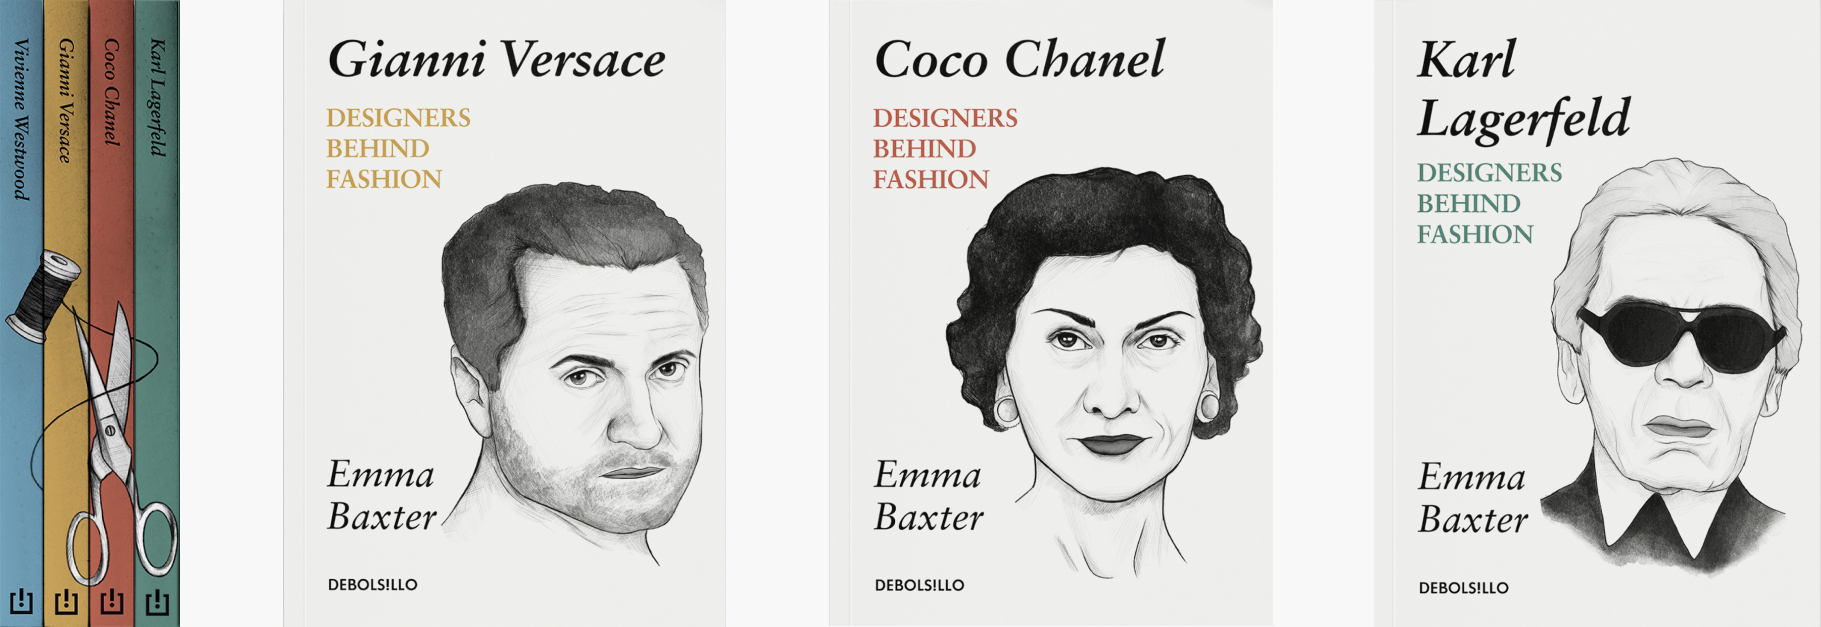 Vivienne Westwood
Gianni Versace
Coco Chanel
Karl Lagerfeld
Gianni Versace
DESIGNERS
BEHIND
FASHION
Emma
Baxter
DEBOLS!LLO
Coco Chanel
DESIGNERS
BEHIND
FASHION
Emma
Baxter
DEBOLS!LLO
Karl
Lagerfeld
DESIGNERS
BEHIND
FASHION
Emma
Baxter
DEBOLS!LLO